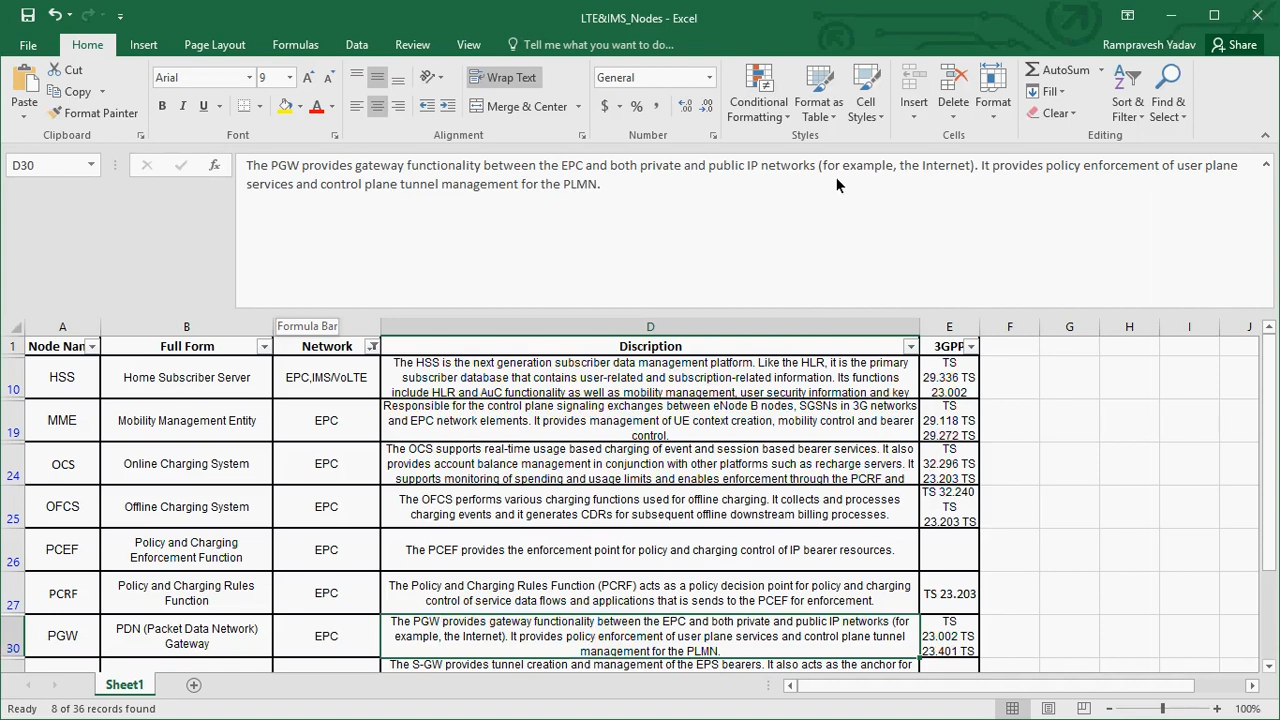 LTE&IMS_Nodes - Excel
File Home Insert Page Layout Formulas Data Review View Tell me what you want to do... Rampravesh Yadav Share
Paste
Cut
Copy
Format Painter
Arial 9
B I U
Wrap Text
Merge & Center
General
$ % ,
Conditional Formatting
Format as Table
Cell Styles
Insert
Delete
Format
AutoSum
Fill
Clear
Sort & Filter
Find & Select
Clipboard Font Alignment Number Styles Cells Editing
D30
fx
The PGW provides gateway functionality between the EPC and both private and public IP networks (for example, the Internet). It provides policy enforcement of user plane
services and control plane tunnel management for the PLMN.
Formula Bar
A B D E F G H I J
1 Node Nan Full Form Network Discription 3GPP
10 HSS Home Subscriber Server EPC,IMS/VoLTE
The HSS is the next generation subscriber data management platform. Like the HLR, it is the primary
subscriber database that contains user-related and subscription-related information. Its functions
include HLR and AuC functionality as well as mobility management, user security information and key
TS
29.336 TS
23.002
19 MME Mobility Management Entity EPC
Responsible for the control plane signaling exchanges between eNode B nodes, SGSNs in 3G networks
and EPC network elements. It provides management of UE context creation, mobility control and bearer
control.
TS
29.118 TS
29.272 TS
24 OCS Online Charging System EPC
The OCS supports real-time usage based charging of event and session based bearer services. It also
provides account balance management in conjunction with other platforms such as recharge servers. It
supports monitoring of spending and usage limits and enables enforcement through the PCRF and
TS
32.296 TS
23.203 TS
25 OFCS Offline Charging System EPC
The OFCS performs various charging functions used for offline charging. It collects and processes
charging events and it generates CDRs for subsequent offline downstream billing processes.
TS 32.240
TS
23.203 TS
26 PCEF
Policy and Charging
Enforcement Function
EPC
The PCEF provides the enforcement point for policy and charging control of IP bearer resources.
27 PCRF
Policy and Charging Rules
Function
EPC
The Policy and Charging Rules Function (PCRF) acts as a policy decision point for policy and charging
control of service data flows and applications that is sends to the PCEF for enforcement.
TS 23.203
30 PGW
PDN (Packet Data Network)
Gateway
EPC
The PGW provides gateway functionality between the EPC and both private and public IP networks (for
example, the Internet). It provides policy enforcement of user plane services and control plane tunnel
management for the PLMN.
TS
23.002 TS
23.401 TS
The S-GW provides tunnel creation and management of the EPS bearers. It also acts as the anchor for
Sheet1
Ready 8 of 36 records found 100%